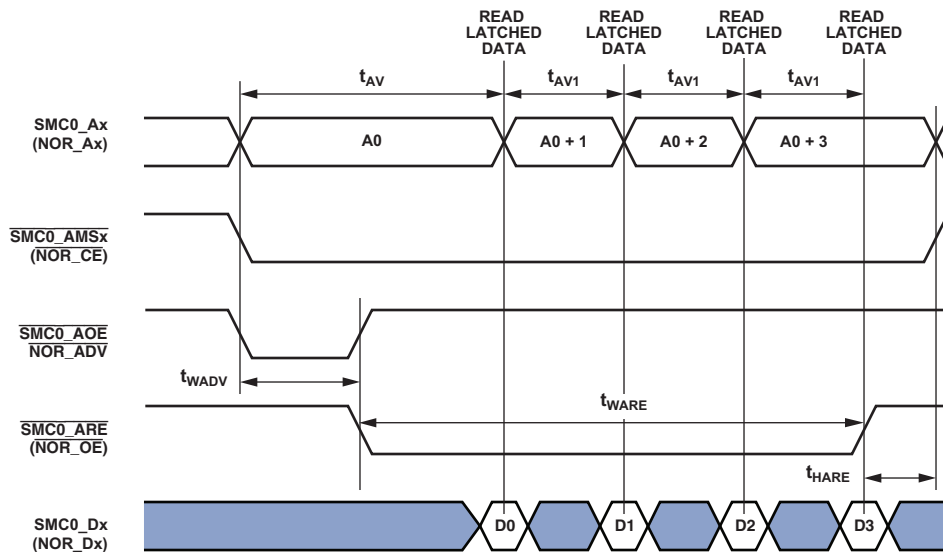 READ LATCHED DATA
READ LATCHED DATA
READ LATCHED DATA
READ LATCHED DATA
tAV
tAV1
tAV1
tAV1
SMC0_Ax
(NOR_Ax)
A0
A0 + 1
A0 + 2
A0 + 3
SMC0_AMSx
(NOR_CE)
SMC0_AOE
NOR_ADV
tWADV
tWARE
SMC0_ARE
(NOR_OE)
tHARE
SMC0_Dx
(NOR_Dx)
D0
D1
D2
D3